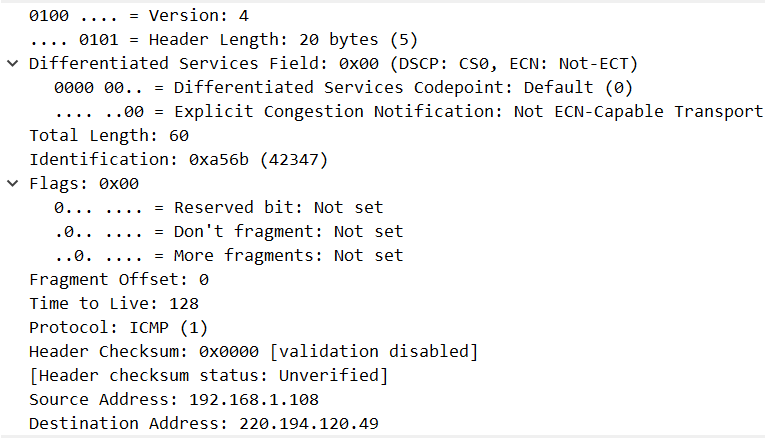 0100 .... = Version: 4
.... 0101 = Header Length: 20 bytes (5)
Differentiated Services Field: 0x00 (DSCP: CS0, ECN: Not-ECT)
0000 00.. = Differentiated Services Codepoint: Default (0)
.... ..00 = Explicit Congestion Notification: Not ECN-Capable Transport
Total Length: 60
Identification: 0xa56b (42347)
Flags: 0x00
0... .... = Reserved bit: Not set
.0.. .... = Don't fragment: Not set
..0. .... = More fragments: Not set
Fragment Offset: 0
Time to Live: 128
Protocol: ICMP (1)
Header Checksum: 0x0000 [validation disabled]
[Header checksum status: Unverified]
Source Address: 192.168.1.108
Destination Address: 220.194.120.49